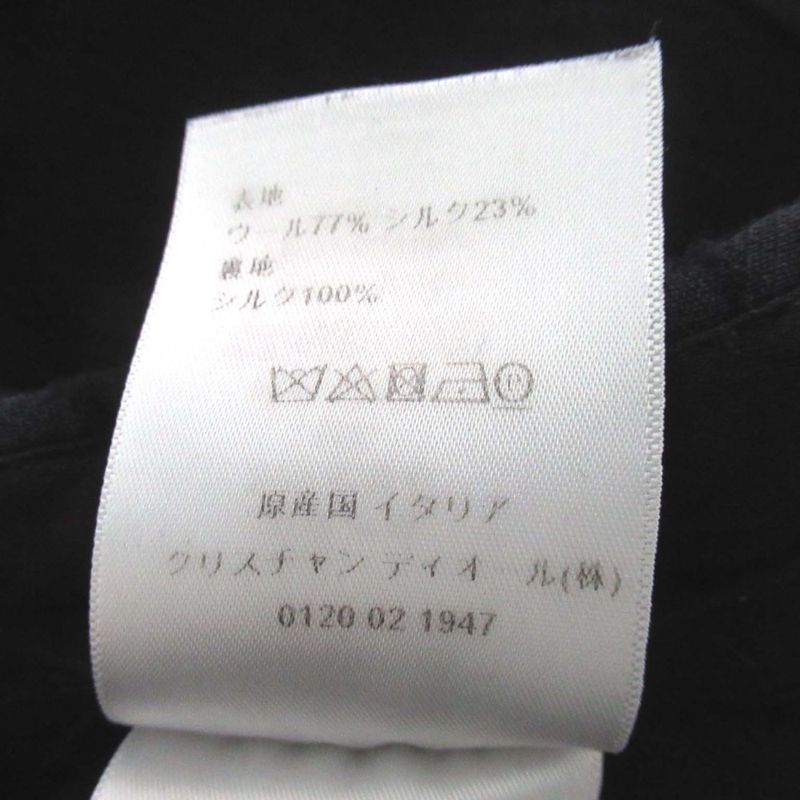 表地
ウール77% シルク23%
裏地
シルク100%
原産国 イタリア
クリスチャン ディオール(株)
0120 02 1947